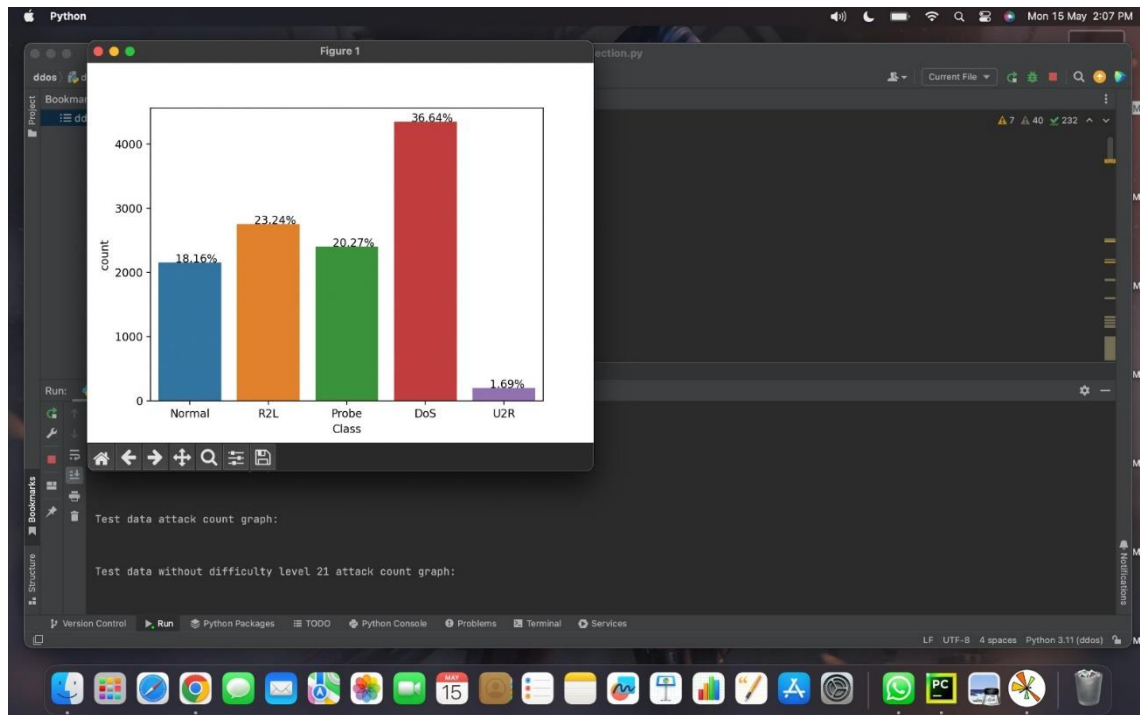 Python
Mon 15 May 2:07 PM
Figure 1
ection.py
ddos
Current File
Project
Bookmar
7 40 232
36.64%
23.24%
20.27%
18.16%
1.69%
4000
3000
2000
1000
0
count
Normal R2L Probe DoS U2R
Class
Run:
Bookmarks
Structure
Notifications
Test data attack count graph:
Test data without difficulty level 21 attack count graph:
Version Control Run Python Packages TODO Python Console Problems Terminal Services
LF UTF-8 4 spaces Python 3.11 (ddos)
MAY
15
PC